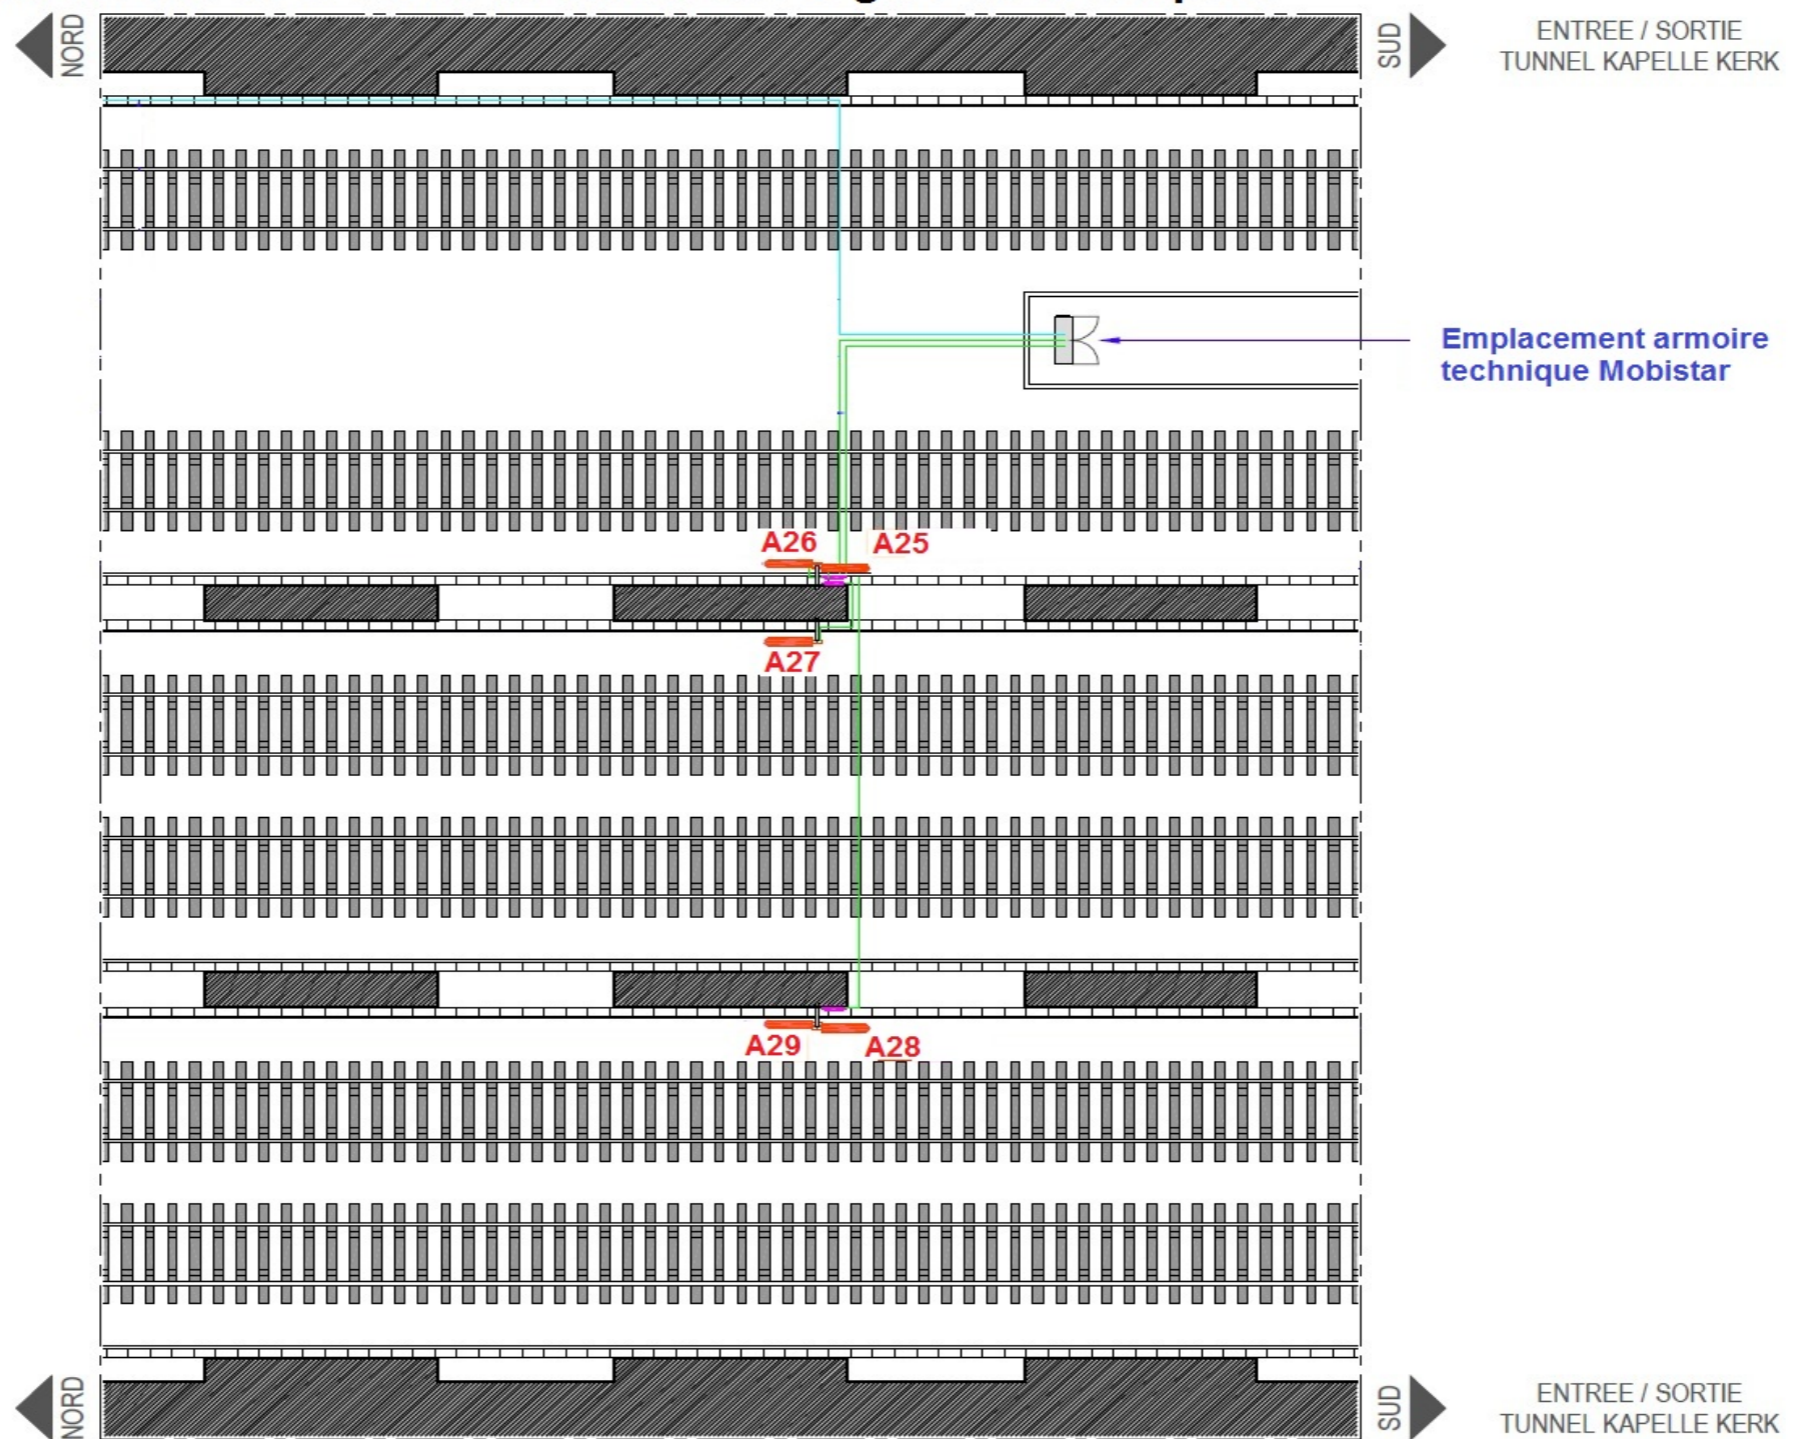 NORD
SUD
ENTREE / SORTIE
TUNNEL KAPELLE KERK
Emplacement armoire
technique Mobistar
A26
A25
A27
A29
A28
NORD
SUD
ENTREE / SORTIE
TUNNEL KAPELLE KERK